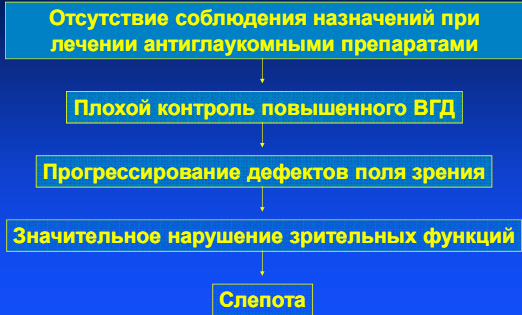 Отсутствие соблюдения назначений при
лечении антиглаукомными препаратами
Плохой контроль повышенного ВГД
Прогрессирование дефектов поля зрения
Значительное нарушение зрительных функций
Слепота